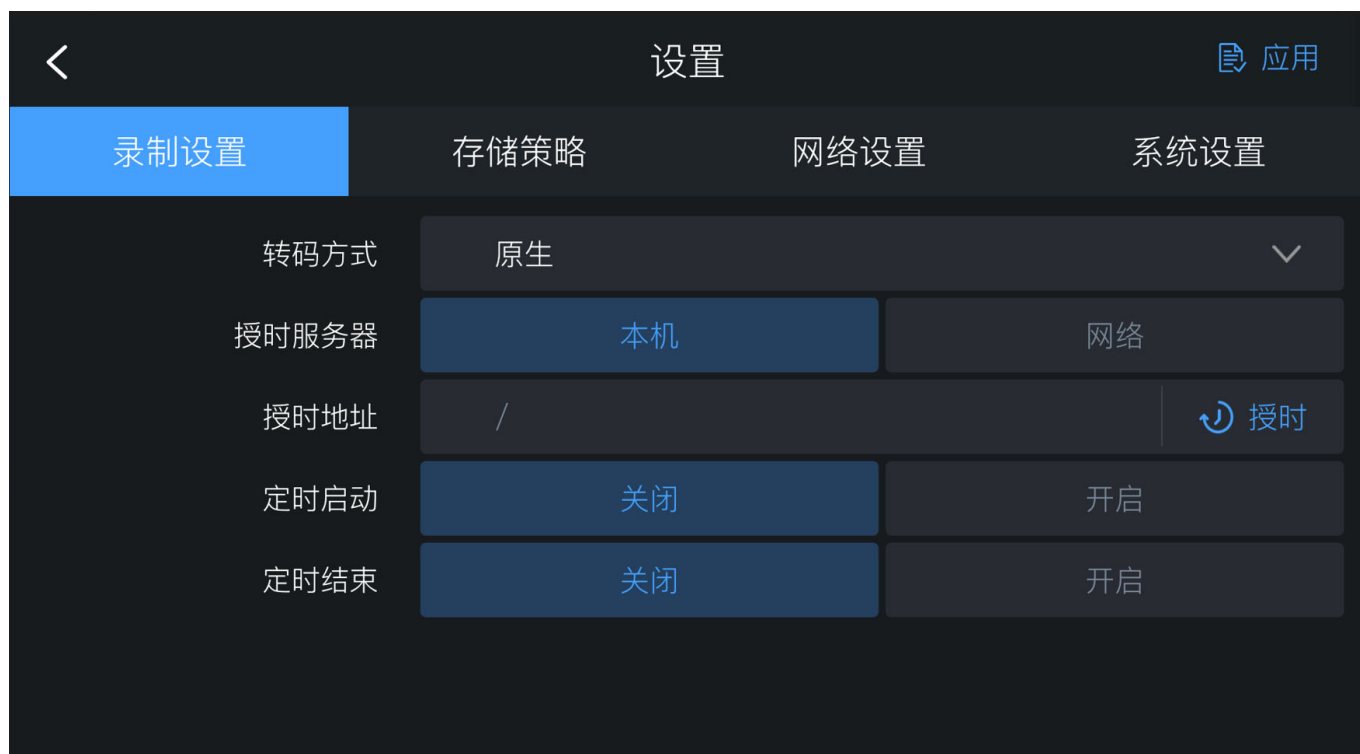 设置
应用
录制设置 存储策略 网络设置 系统设置
转码方式 原生
授时服务器 本机 网络
授时地址 / 授时
定时启动 关闭 开启
定时结束 关闭 开启